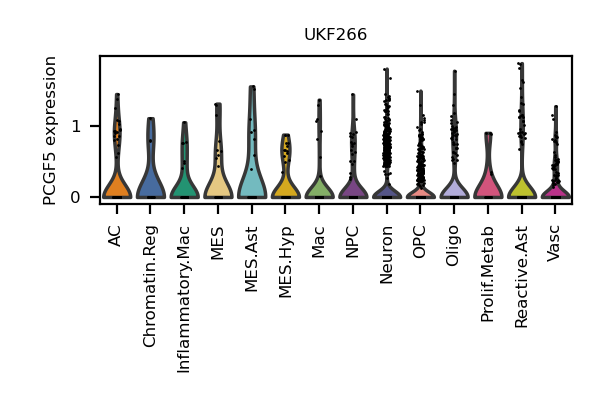 UKF266
PCGF5 expression
1
0
AC
Chromatin.Reg
Inflammatory.Mac
MES
MES.Ast
MES.Hyp
Mac
NPC
Neuron
OPC
Oligo
Prolif.Metab
Reactive.Ast
Vasc